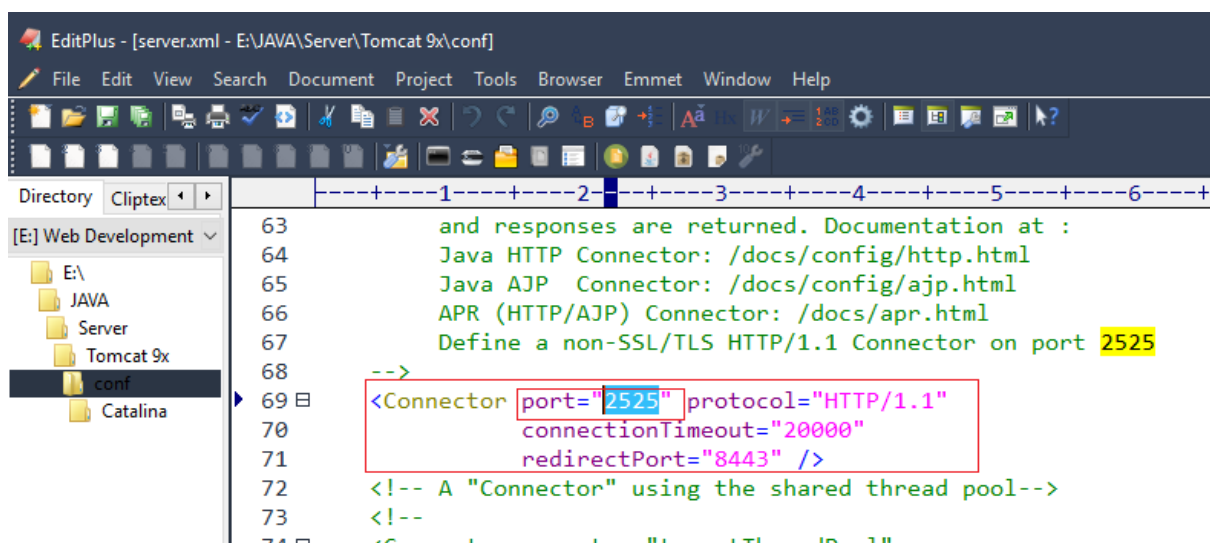 EditPlus - [server.xml - E:\JAVA\Server\Tomcat 9x\conf]
File Edit View Search Document Project Tools Browser Emmet Window Help
Directory Cliptex
[E:] Web Development
E:\
JAVA
Server
Tomcat 9x
conf
Catalina
----+----1----+----2----+----3----+----4----+----5----+----6----+
63 and responses are returned. Documentation at :
64 Java HTTP Connector: /docs/config/http.html
65 Java AJP  Connector: /docs/config/ajp.html
66 APR (HTTP/AJP) Connector: /docs/apr.html
67 Define a non-SSL/TLS HTTP/1.1 Connector on port 2525
68 -->
69 <Connector port="2525" protocol="HTTP/1.1"
70 connectionTimeout="20000"
71 redirectPort="8443" />
72 <!-- A "Connector" using the shared thread pool-->
73 <!--